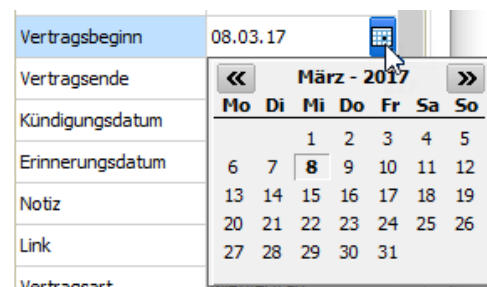 Vertragsbeginn 08.03.17
Vertragsende
Kündigungsdatum
Erinnerungsdatum
Notiz
Link
« März - 2017 »
Mo Di Mi Do Fr Sa So
1 2 3 4 5
6 7 8 9 10 11 12
13 14 15 16 17 18 19
20 21 22 23 24 25 26
27 28 29 30 31
Vertragsart